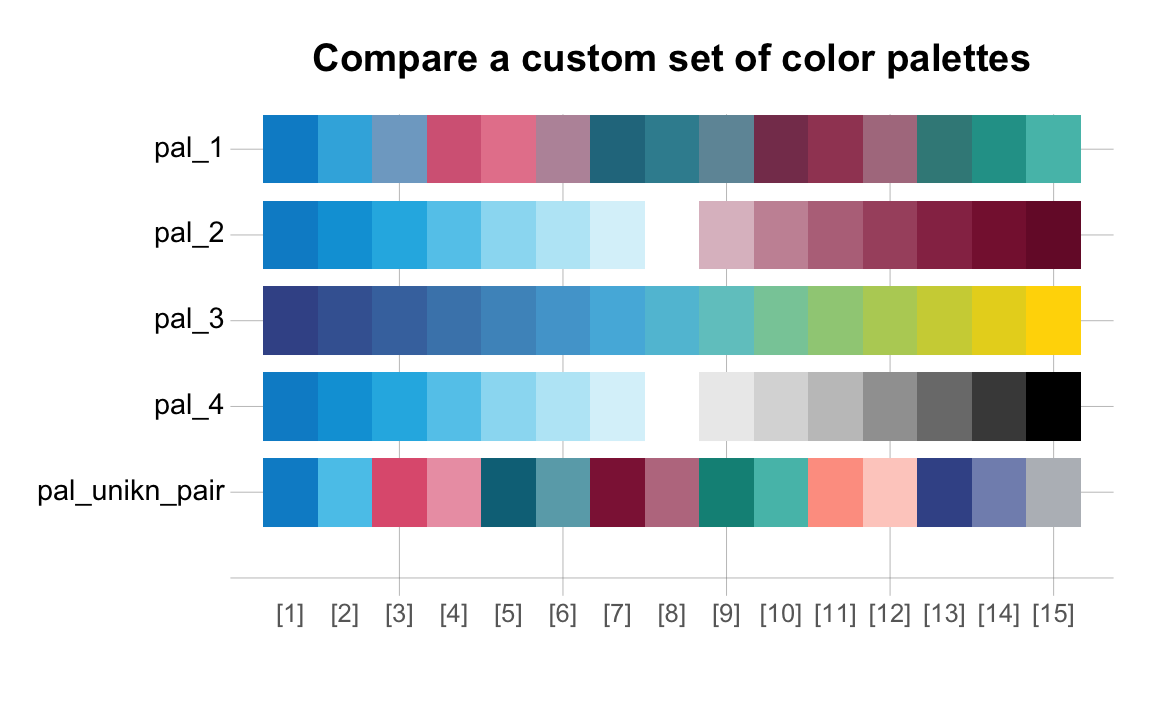 Compare a custom set of color palettes
pal_1
pal_2
pal_3
pal_4
pal_unikn_pair
[1] [2] [3] [4] [5] [6] [7] [8] [9] [10] [11] [12] [13] [14] [15]